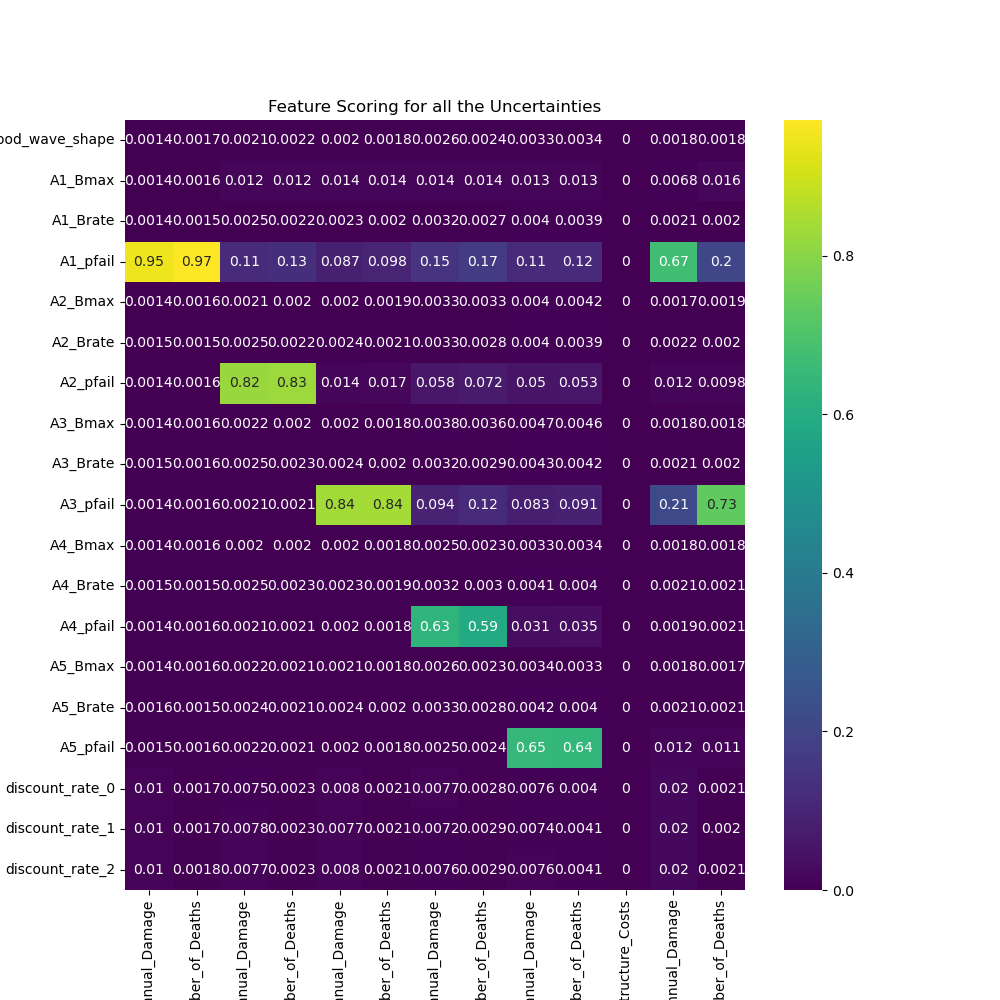 Feature Scoring for all the Uncertainties
ood_wave_shape 0.0014 0.0017 0.0021 0.0022 0.002 0.0018 0.0026 0.0024 0.0033 0.0034 0 0.0018 0.0018
A1_Bmax 0.0014 0.0016 0.012 0.012 0.014 0.014 0.014 0.014 0.013 0.013 0 0.0068 0.016
A1_Brate 0.0014 0.0015 0.0025 0.0022 0.0023 0.002 0.0032 0.0027 0.004 0.0039 0 0.0021 0.002
A1_pfail 0.95 0.97 0.11 0.13 0.087 0.098 0.15 0.17 0.11 0.12 0 0.67 0.2
A2_Bmax 0.0014 0.0016 0.0021 0.002 0.002 0.0019 0.0033 0.0033 0.004 0.0042 0 0.0017 0.0019
A2_Brate 0.0015 0.0015 0.0025 0.0022 0.0024 0.0021 0.0033 0.0028 0.004 0.0039 0 0.0022 0.002
A2_pfail 0.0014 0.0016 0.82 0.83 0.014 0.017 0.058 0.072 0.05 0.053 0 0.012 0.0098
A3_Bmax 0.0014 0.0016 0.0022 0.002 0.002 0.0018 0.0038 0.0036 0.0047 0.0046 0 0.0018 0.0018
A3_Brate 0.0015 0.0016 0.0025 0.0023 0.0024 0.002 0.0032 0.0029 0.0043 0.0042 0 0.0021 0.002
A3_pfail 0.0014 0.0016 0.0021 0.0021 0.84 0.84 0.094 0.12 0.083 0.091 0 0.21 0.73
A4_Bmax 0.0014 0.0016 0.002 0.002 0.002 0.0018 0.0025 0.0023 0.0033 0.0034 0 0.0018 0.0018
A4_Brate 0.0015 0.0015 0.0025 0.0023 0.0023 0.0019 0.0032 0.003 0.0041 0.004 0 0.0021 0.0021
A4_pfail 0.0014 0.0016 0.0021 0.0021 0.002 0.0018 0.63 0.59 0.031 0.035 0 0.0019 0.0021
A5_Bmax 0.0014 0.0016 0.0022 0.0021 0.0021 0.0018 0.0026 0.0023 0.0034 0.0033 0 0.0018 0.0017
A5_Brate 0.0016 0.0015 0.0024 0.0021 0.0024 0.002 0.0033 0.0028 0.0042 0.004 0 0.0021 0.0021
A5_pfail 0.0015 0.0016 0.0022 0.0021 0.002 0.0018 0.0025 0.0024 0.65 0.64 0 0.012 0.011
discount_rate_0 0.01 0.0017 0.0075 0.0023 0.008 0.0021 0.0077 0.0028 0.0076 0.004 0 0.02 0.0021
discount_rate_1 0.01 0.0017 0.0078 0.0023 0.0077 0.0021 0.0072 0.0029 0.0074 0.0041 0 0.02 0.002
discount_rate_2 0.01 0.0018 0.0077 0.0023 0.008 0.0021 0.0076 0.0029 0.0076 0.0041 0 0.02 0.0021
nnual_Damage
ber_of_Deaths
nnual_Damage
ber_of_Deaths
nnual_Damage
ber_of_Deaths
nnual_Damage
ber_of_Deaths
nnual_Damage
ber_of_Deaths
tructure_Costs
nnual_Damage
ber_of_Deaths
0.8
0.6
0.4
0.2
0.0